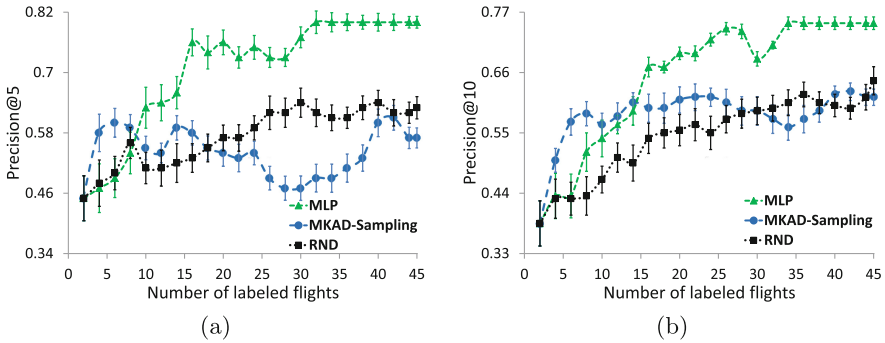 0.82
0.7
0.58
0.46
0.34
Precision@5
0 5 10 15 20 25 30 35 40 45
Number of labeled flights
MLP
MKAD-Sampling
RND
(a)
0.77
0.66
0.55
0.44
0.33
Precision@10
0 5 10 15 20 25 30 35 40 45
Number of labeled flights
MLP
MKAD-Sampling
RND
(b)